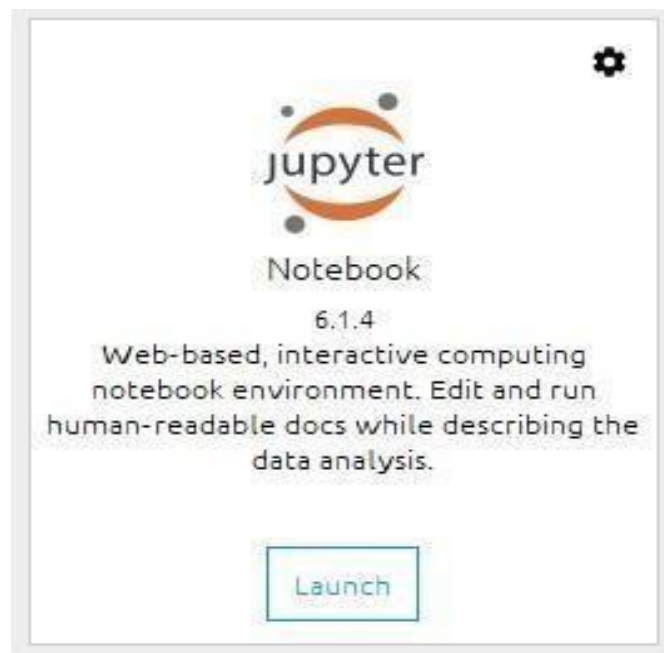 jupyter
Notebook
6.1.4
Web-based, interactive computing
notebook environment. Edit and run
human-readable docs while describing the
data analysis.
Launch